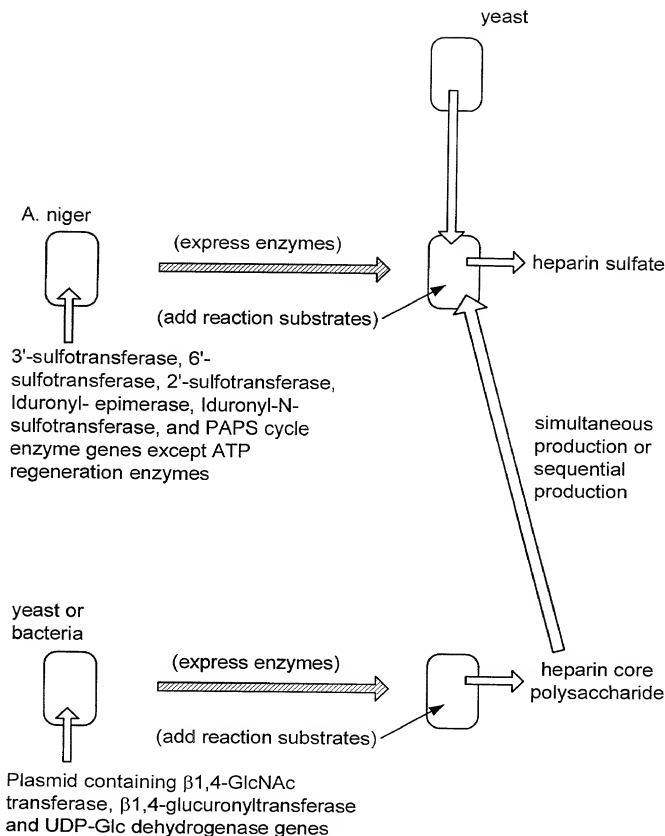 yeast
A. niger
(express enzymes)
heparin sulfate
(add reaction substrates)
3'-sulfotransferase, 6'-
sulfotransferase, 2'-sulfotransferase,
Iduronyl- epimerase, Iduronyl-N-
sulfotransferase, and PAPS cycle
enzyme genes except ATP
regeneration enzymes
simultaneous
production or
sequential
production
yeast or
bacteria
(express enzymes)
heparin core
polysaccharide
(add reaction substrates)
Plasmid containing β1,4-GlcNAc
transferase, β1,4-glucuronyltransferase
and UDP-Glc dehydrogenase genes